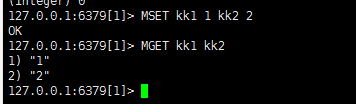 (integer) 0
127.0.0.1:6379[1]> MSET kk1 1 kk2 2
OK
127.0.0.1:6379[1]> MGET kk1 kk2
1) "1"
2) "2"
127.0.0.1:6379[1]>